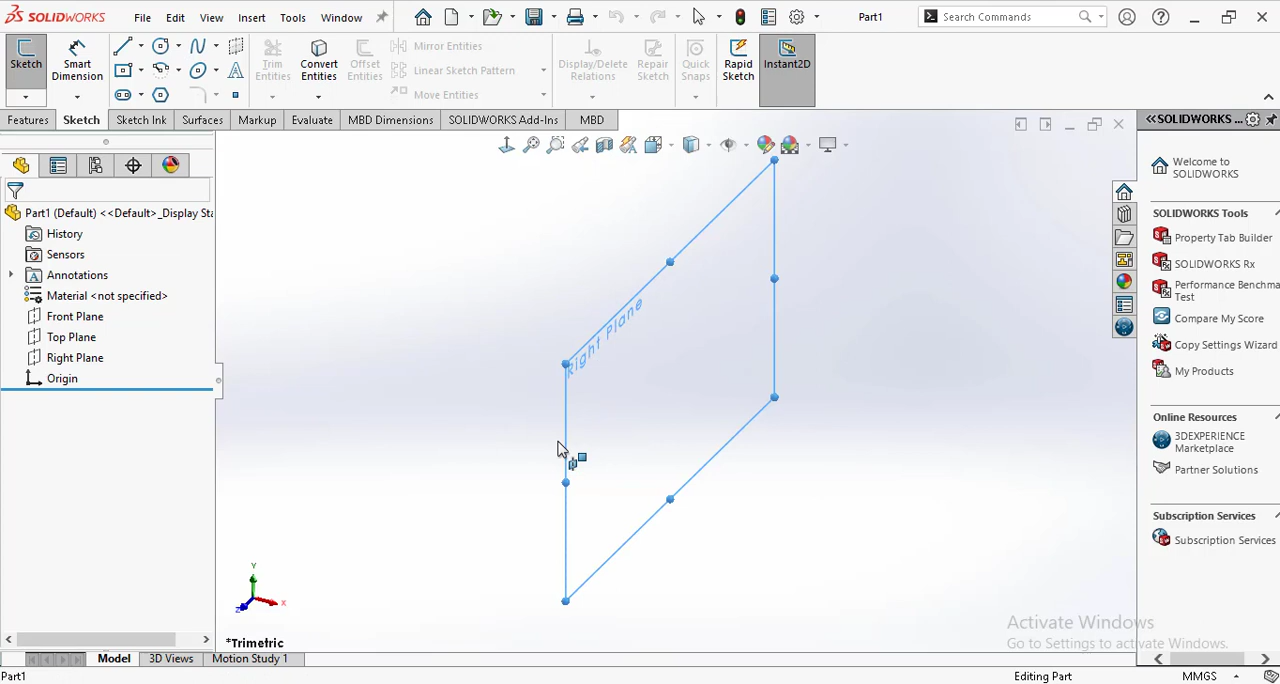 SOLIDWORKS File Edit View Insert Tools Window Part1 Search Commands
Sketch Smart Dimension Trim Entities Convert Entities Offset Entities Mirror Entities Linear Sketch Pattern Move Entities Display/Delete Relations Repair Sketch Quick Snaps Rapid Sketch Instant2D
Features Sketch Sketch Ink Surfaces Markup Evaluate MBD Dimensions SOLIDWORKS Add-Ins MBD
Part1 (Default) <<Default>_Display Sta
History
Sensors
Annotations
Material <not specified>
Front Plane
Top Plane
Right Plane
Origin
Right Plane
Y
X
Z
*Trimetric
SOLIDWORKS ...
Welcome to
SOLIDWORKS
SOLIDWORKS Tools
Property Tab Builder
SOLIDWORKS Rx
Performance Benchma
Test
Compare My Score
Copy Settings Wizard
My Products
Online Resources
3DEXPERIENCE
Marketplace
Partner Solutions
Subscription Services
Subscription Services
Activate Windows
Go to Settings to activate Windows.
Model 3D Views Motion Study 1
Part1 Editing Part MMGS